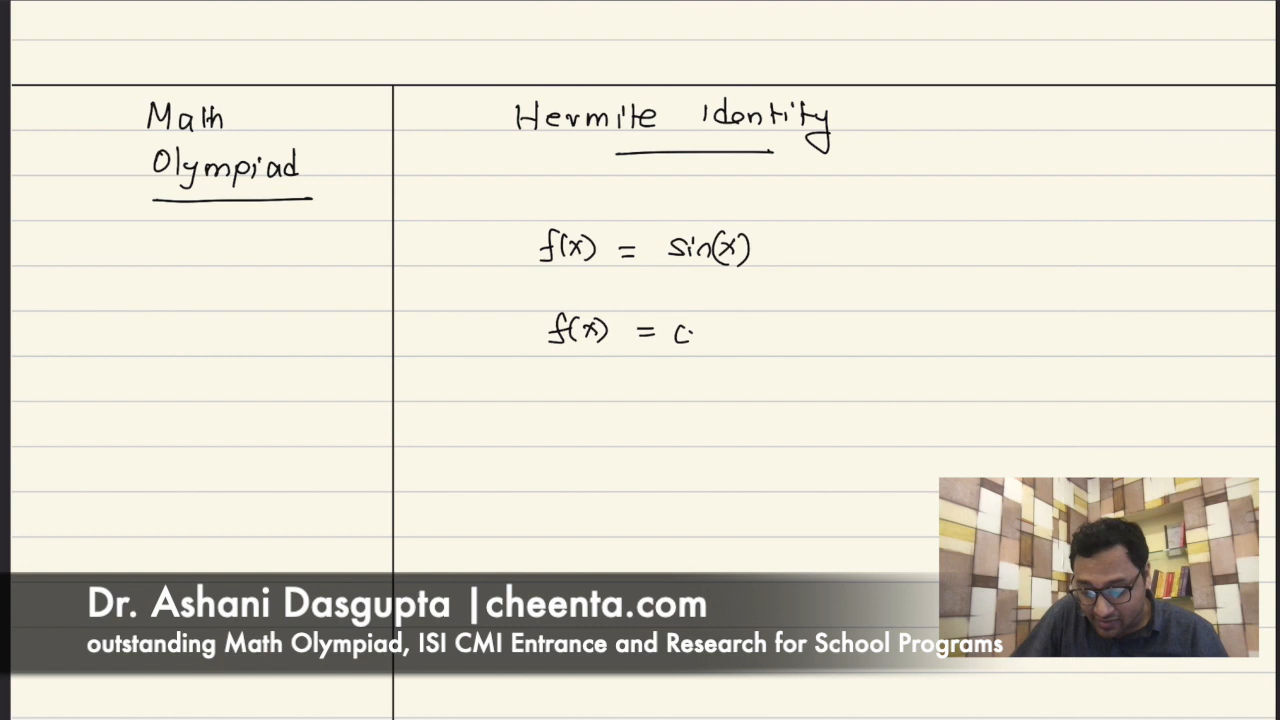 Math
Olympiad
Hermite Identity
f(x) = sin(x)
f(x) = c
Dr. Ashani Dasgupta | cheenta.com
outstanding Math Olympiad, ISI CMI Entrance and Research for School Programs